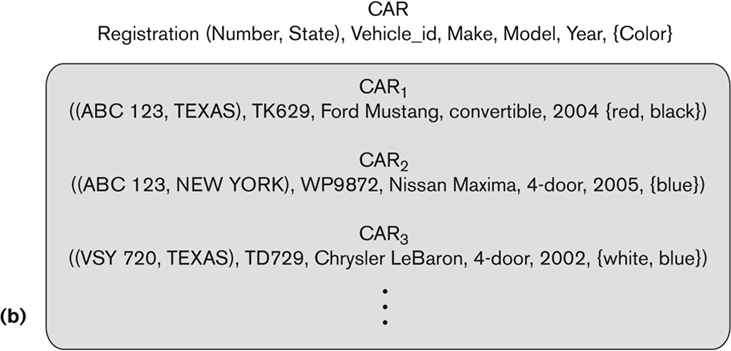 CAR
Registration (Number, State), Vehicle_id, Make, Model, Year, {Color}
CAR₁
((ABC 123, TEXAS), TK629, Ford Mustang, convertible, 2004 {red, black})
CAR₂
((ABC 123, NEW YORK), WP9872, Nissan Maxima, 4-door, 2005, {blue})
CAR₃
((VSY 720, TEXAS), TD729, Chrysler LeBaron, 4-door, 2002, {white, blue})
(b)